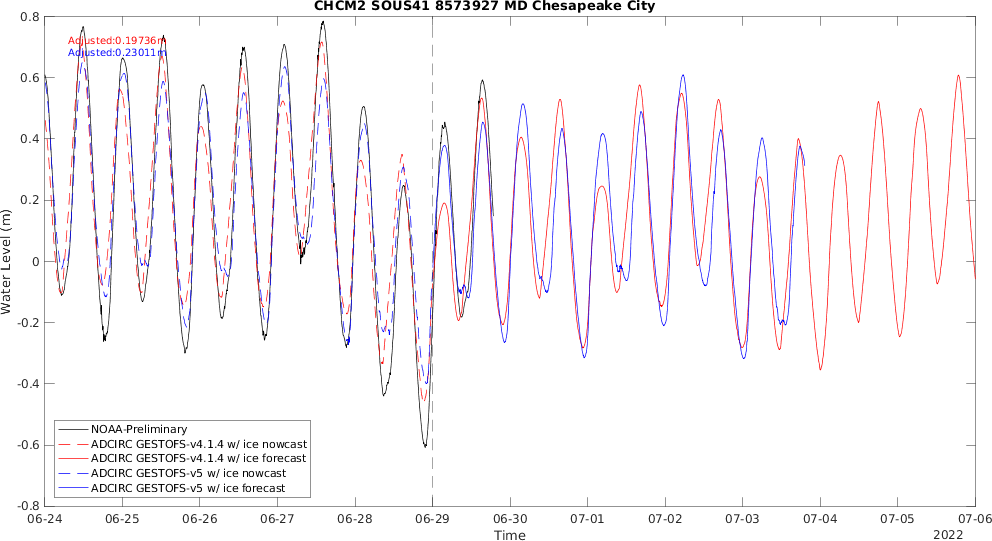 CHCM2 SOUS41 8573927 MD Chesapeake City
Adjusted:0.19736m
Adjusted:0.23011m
Water Level (m)
0.8
0.6
0.4
0.2
0
-0.2
-0.4
-0.6
-0.8
NOAA-Preliminary
ADCIRC GESTOFS-v4.1.4 w/ ice nowcast
ADCIRC GESTOFS-v4.1.4 w/ ice forecast
ADCIRC GESTOFS-v5 w/ ice nowcast
ADCIRC GESTOFS-v5 w/ ice forecast
06-24 06-25 06-26 06-27 06-28 06-29 06-30 07-01 07-02 07-03 07-04 07-05 07-06
Time
2022